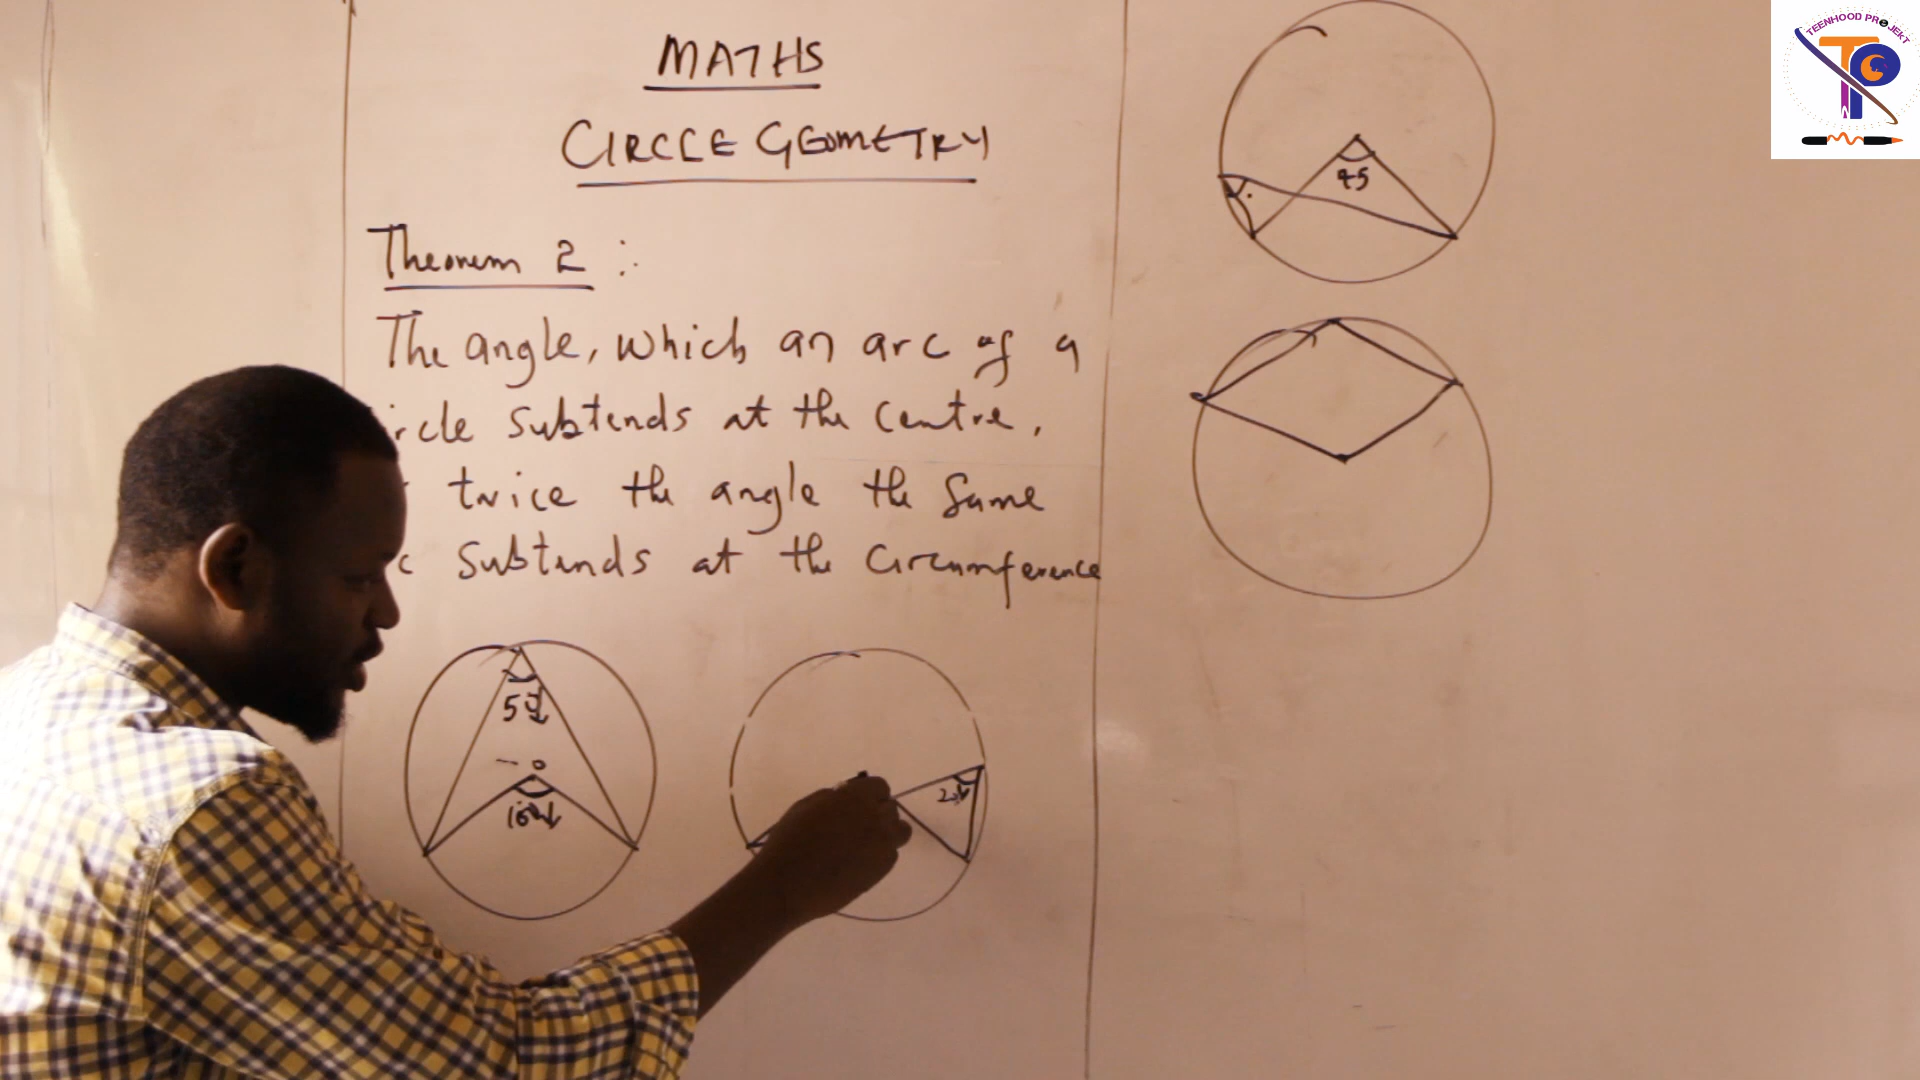 MATHS
CIRCLE GEOMETRY
Theorem 2 :
The angle, which an arc of a
rcle subtends at the centre,
twice the angle the same
c subtends at the circumference
o
45
TEENHOOD PROJEKT